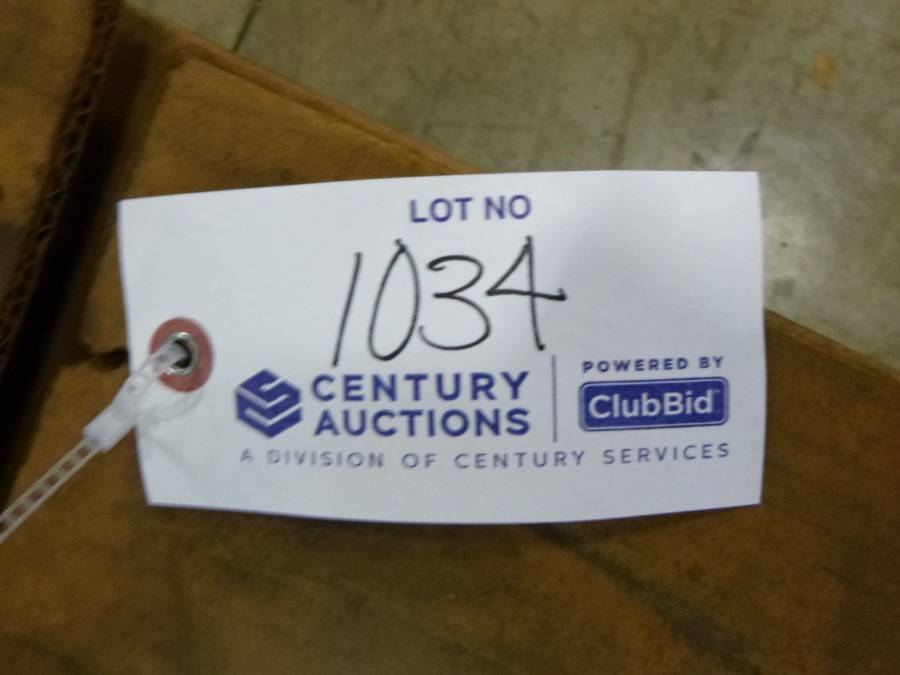 LOT NO
1034
CENTURY
AUCTIONS
A DIVISION OF CENTURY SERVICES
POWERED BY
ClubBid